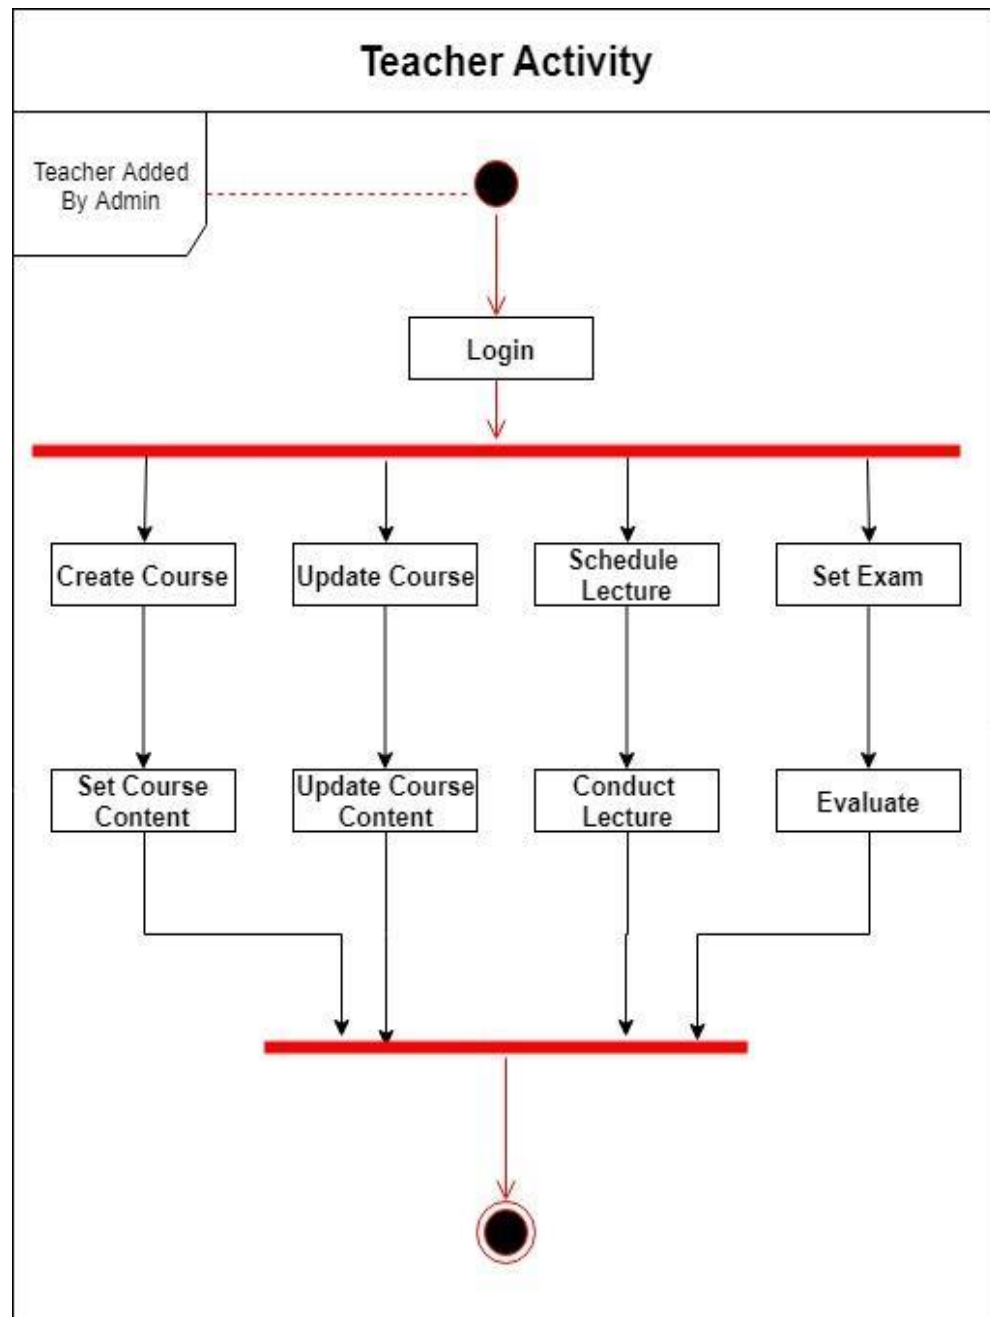 Teacher Activity
Teacher Added
By Admin
Login
Create Course
Update Course
Schedule
Lecture
Set Exam
Set Course
Content
Update Course
Content
Conduct
Lecture
Evaluate